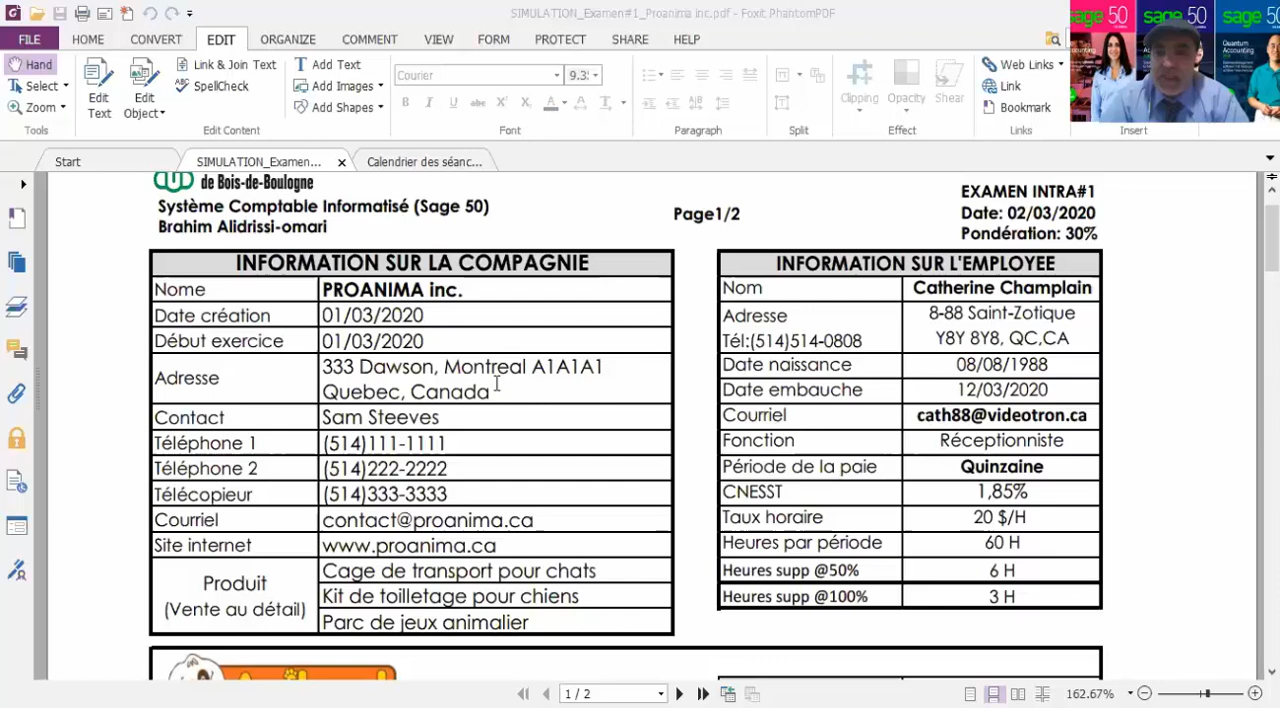 SIMULATION_Examen#1_Proanima inc.pdf - Foxit PhantomPDF
FILE HOME CONVERT EDIT ORGANIZE COMMENT VIEW FORM PROTECT SHARE HELP
Hand
Select
Zoom
Tools
Edit Text
Edit Object
Link & Join Text
SpellCheck
Add Text
Add Images
Add Shapes
Edit Content
Courier
9.3
Font
Paragraph
Split
Clipping
Opacity
Shear
Effect
Web Links
Link
Bookmark
Links
Insert
sage 50
sage 50
sage 50
Accounting
Quantum Accounting
Start
SIMULATION_Examen...
Calendrier des séanc...
de Bois-de-Boulogne
Système Comptable Informatisé (Sage 50)
Brahim Alidrissi-omari
Page1/2
EXAMEN INTRA#1
Date: 02/03/2020
Pondération: 30%
INFORMATION SUR LA COMPAGNIE
Nome PROANIMA inc.
Date création 01/03/2020
Début exercice 01/03/2020
Adresse 333 Dawson, Montreal A1A1A1
Quebec, Canada
Contact Sam Steeves
Téléphone 1 (514)111-1111
Téléphone 2 (514)222-2222
Télécopieur (514)333-3333
Courriel contact@proanima.ca
Site internet www.proanima.ca
Produit
(Vente au détail)
Cage de transport pour chats
Kit de toilletage pour chiens
Parc de jeux animalier
INFORMATION SUR L'EMPLOYEE
Nom Catherine Champlain
Adresse 8-88 Saint-Zotique
Tél:(514)514-0808 Y8Y 8Y8, QC,CA
Date naissance 08/08/1988
Date embauche 12/03/2020
Courriel cath88@videotron.ca
Fonction Réceptionniste
Période de la paie Quinzaine
CNESST 1,85%
Taux horaire 20 $/H
Heures par période 60 H
Heures supp @50% 6 H
Heures supp @100% 3 H
1 / 2
162.67%